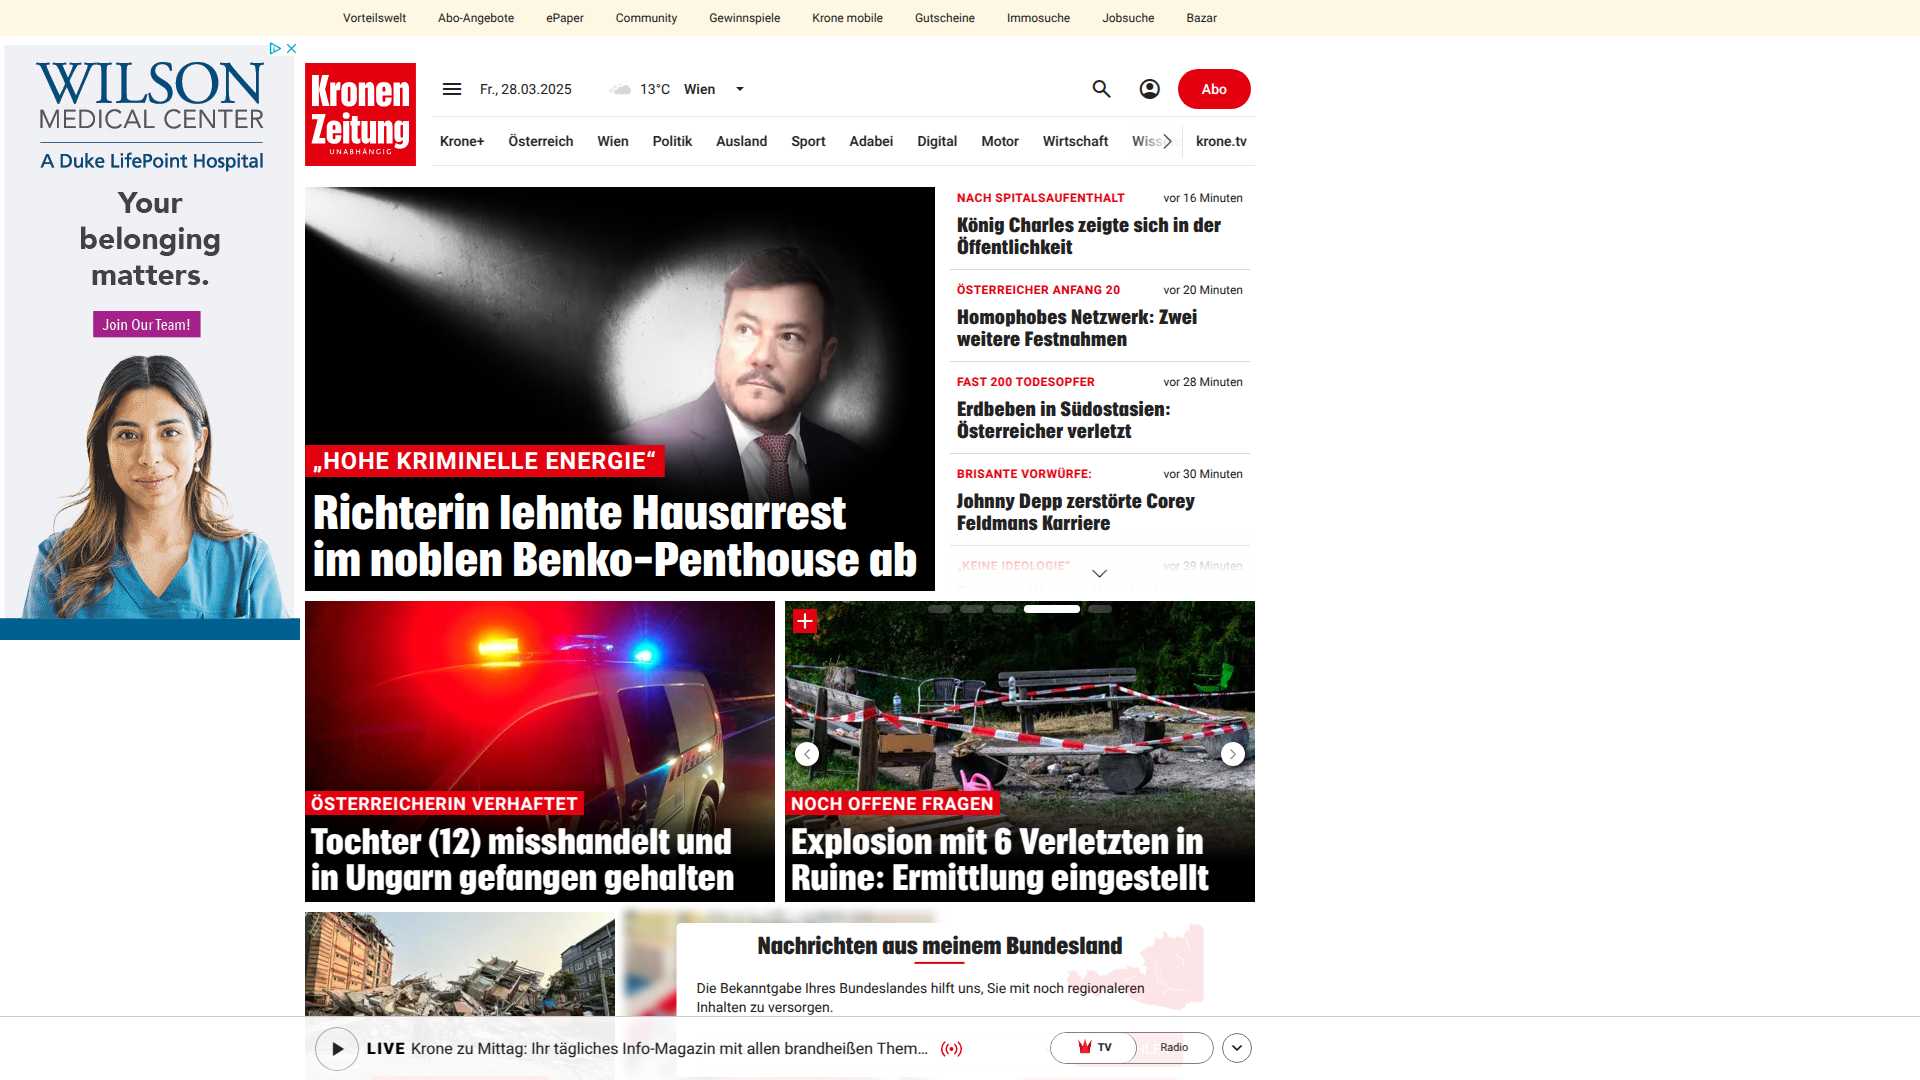 Vorteilswelt Abo-Angebote ePaper Community Gewinnspiele Krone mobile Gutscheine Immosuche Jobsuche Bazar
WILSON
MEDICAL CENTER
A Duke LifePoint Hospital
Your
belonging
matters.
Join Our Team!
Kronen
Zeitung
UNABHÄNGIG
Fr., 28.03.2025 13°C Wien
Abo
Krone+ Österreich Wien Politik Ausland Sport Adabei Digital Motor Wirtschaft Wiss krone.tv
„HOHE KRIMINELLE ENERGIE“
Richterin lehnte Hausarrest
im noblen Benko-Penthouse ab
NACH SPITALSAUFENTHALT vor 16 Minuten
König Charles zeigte sich in der
Öffentlichkeit
ÖSTERREICHER ANFANG 20 vor 20 Minuten
Homophobes Netzwerk: Zwei
weitere Festnahmen
FAST 200 TODESOPFER vor 28 Minuten
Erdbeben in Südostasien:
Österreicher verletzt
BRISANTE VORWÜRFE: vor 30 Minuten
Johnny Depp zerstörte Corey
Feldmans Karriere
„KEINE IDEOLOGIE“ vor 39 Minuten
ÖSTERREICHERIN VERHAFTET
Tochter (12) misshandelt und
in Ungarn gefangen gehalten
NOCH OFFENE FRAGEN
Explosion mit 6 Verletzten in
Ruine: Ermittlung eingestellt
Nachrichten aus meinem Bundesland
Die Bekanntgabe Ihres Bundeslandes hilft uns, Sie mit noch regionaleren
Inhalten zu versorgen.
LIVE Krone zu Mittag: Ihr tägliches Info-Magazin mit allen brandheißen Them...
TV Radio